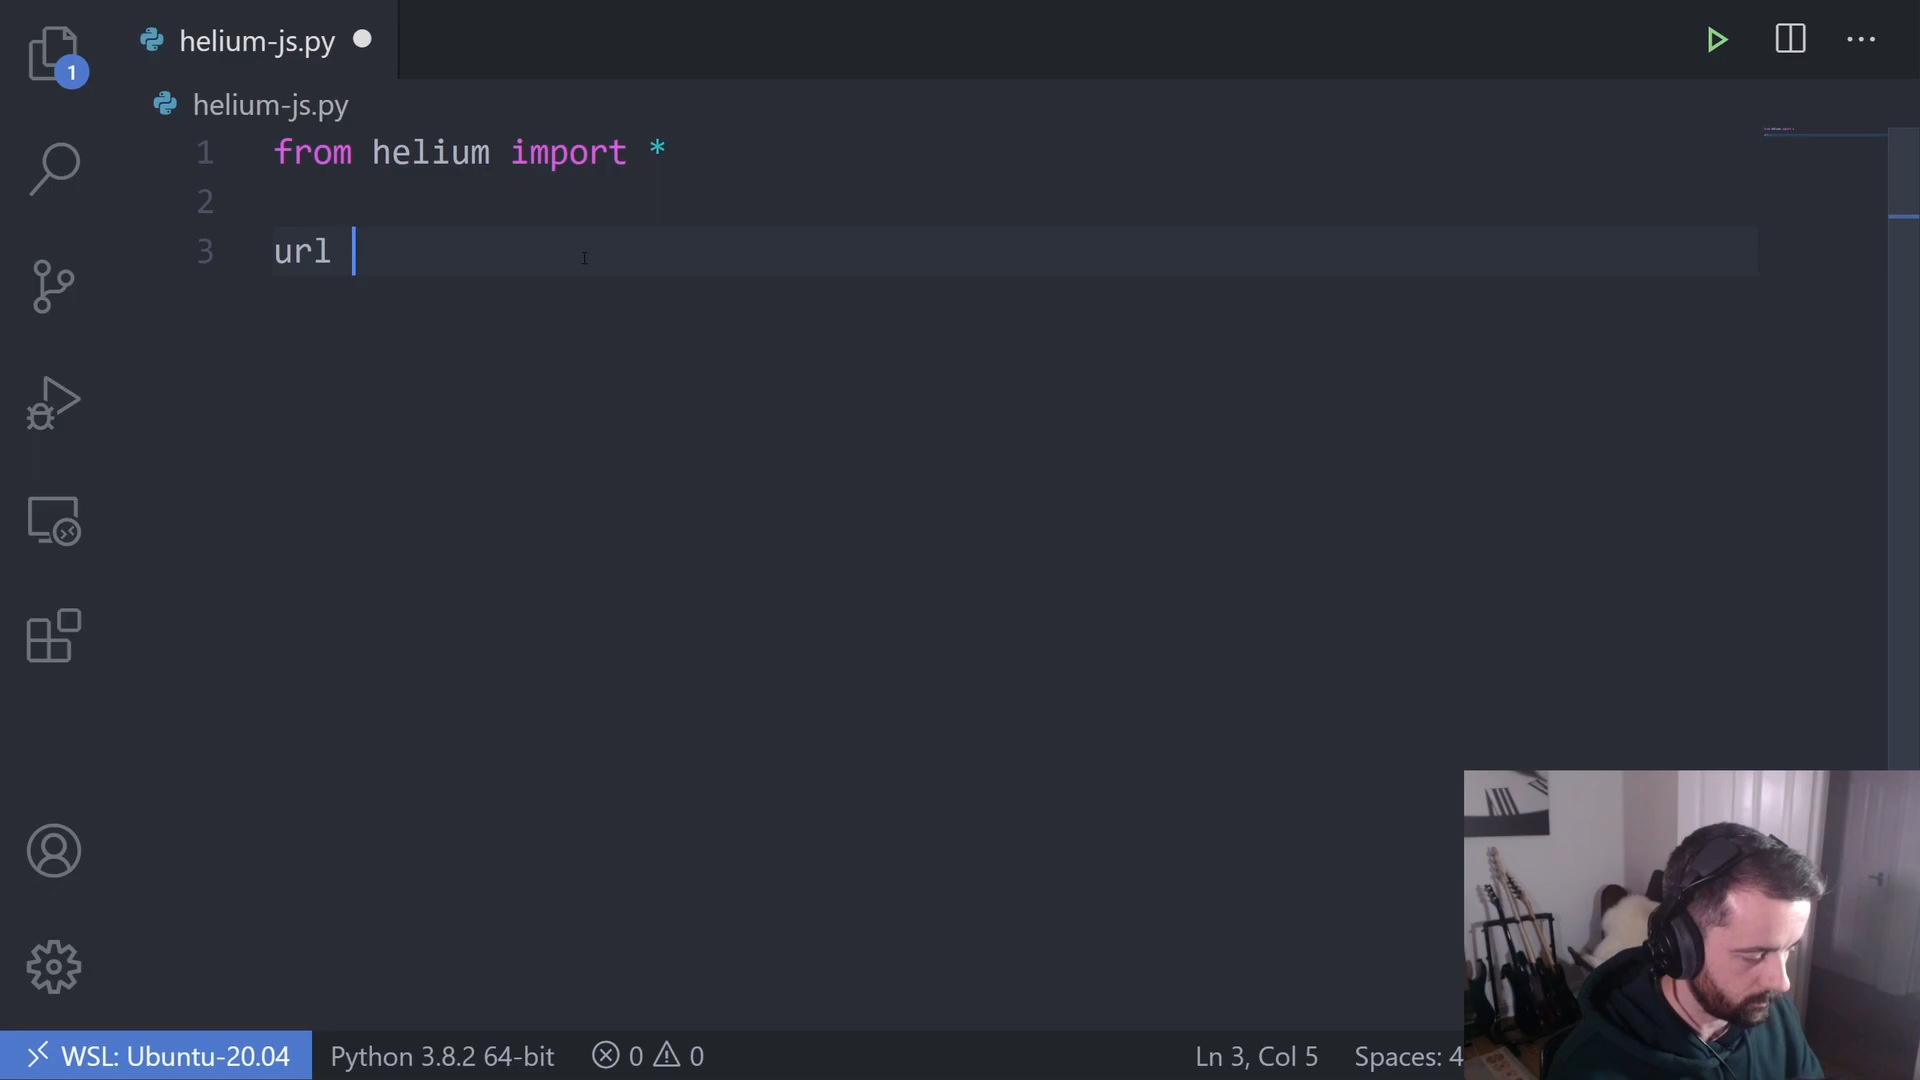 helium-js.py
1
helium-js.py
1 from helium import *
2
3 url
WSL: Ubuntu-20.04 Python 3.8.2 64-bit 0 0 Ln 3, Col 5 Spaces: 4